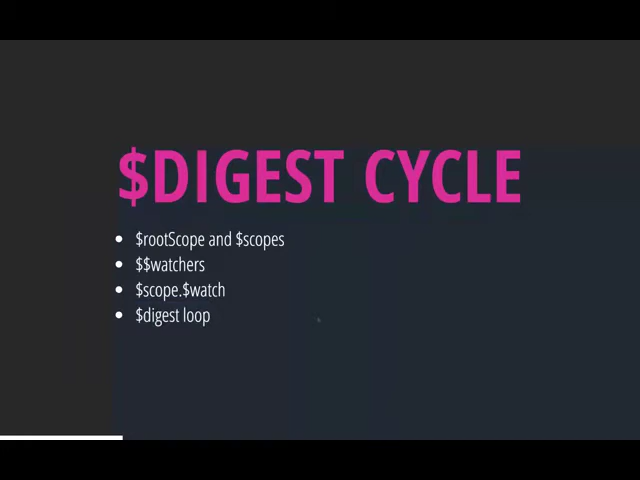 $DIGEST CYCLE
$rootScope and $scopes
$$watchers
$scope.$watch
$digest loop